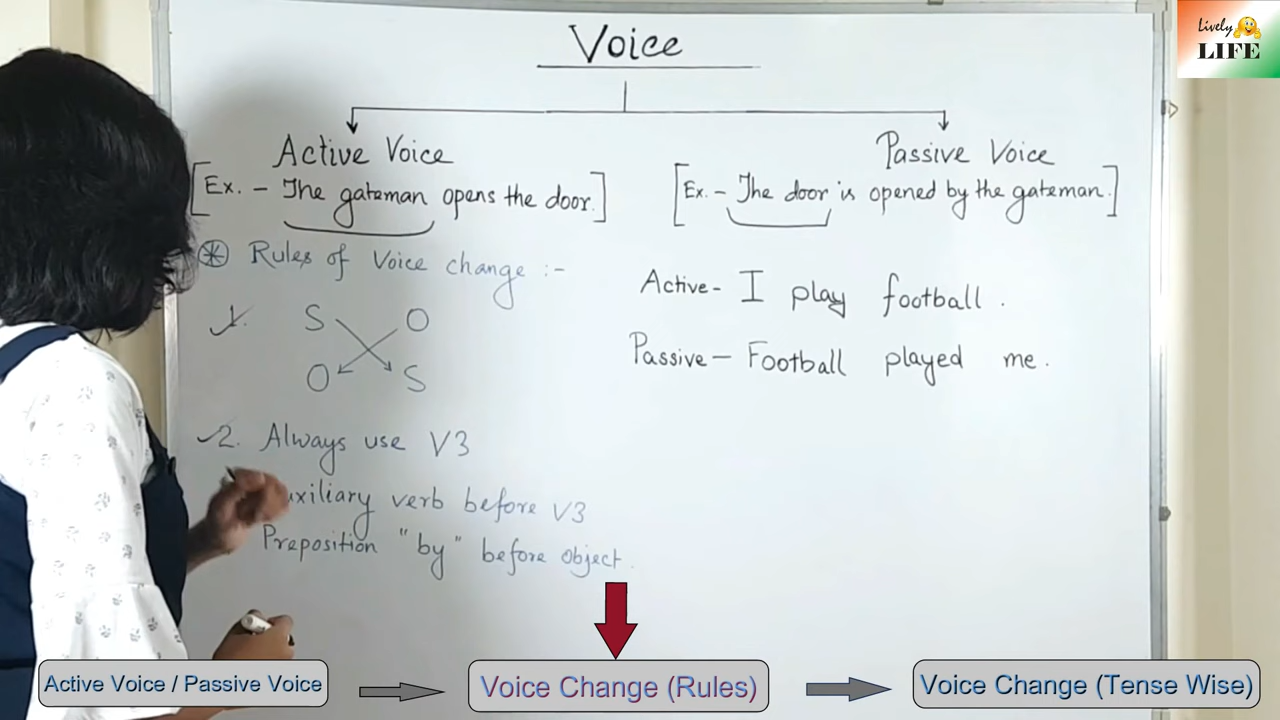 Lively
LIFE
Voice
Active Voice
Passive Voice
[Ex. - The gateman opens the door.]
[Ex. - The door is opened by the gateman.]
Rules of Voice change :-
1. S O
O S
2. Always use V3
uxiliary verb before V3
Preposition "by" before object.
Active - I play football.
Passive - Football played me.
Active Voice / Passive Voice
Voice Change (Rules)
Voice Change (Tense Wise)